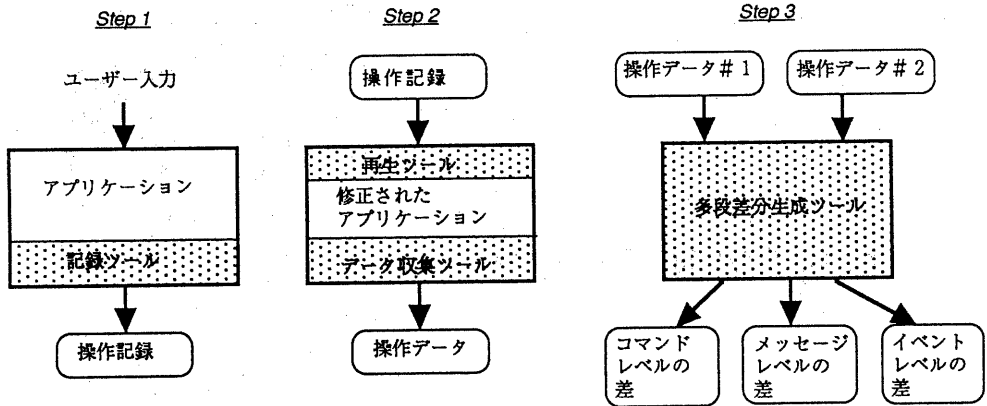 Step 1
ユーザー入力
アプリケーション
記録ツール
操作記録
Step 2
操作記録
再生ツール
修正された
アプリケーション
データ収集ツール
操作データ
Step 3
操作データ＃1
操作データ＃2
多段差分生成ツール
コマンド
レベルの
差
メッセージ
レベルの
差
イベント
レベルの
差